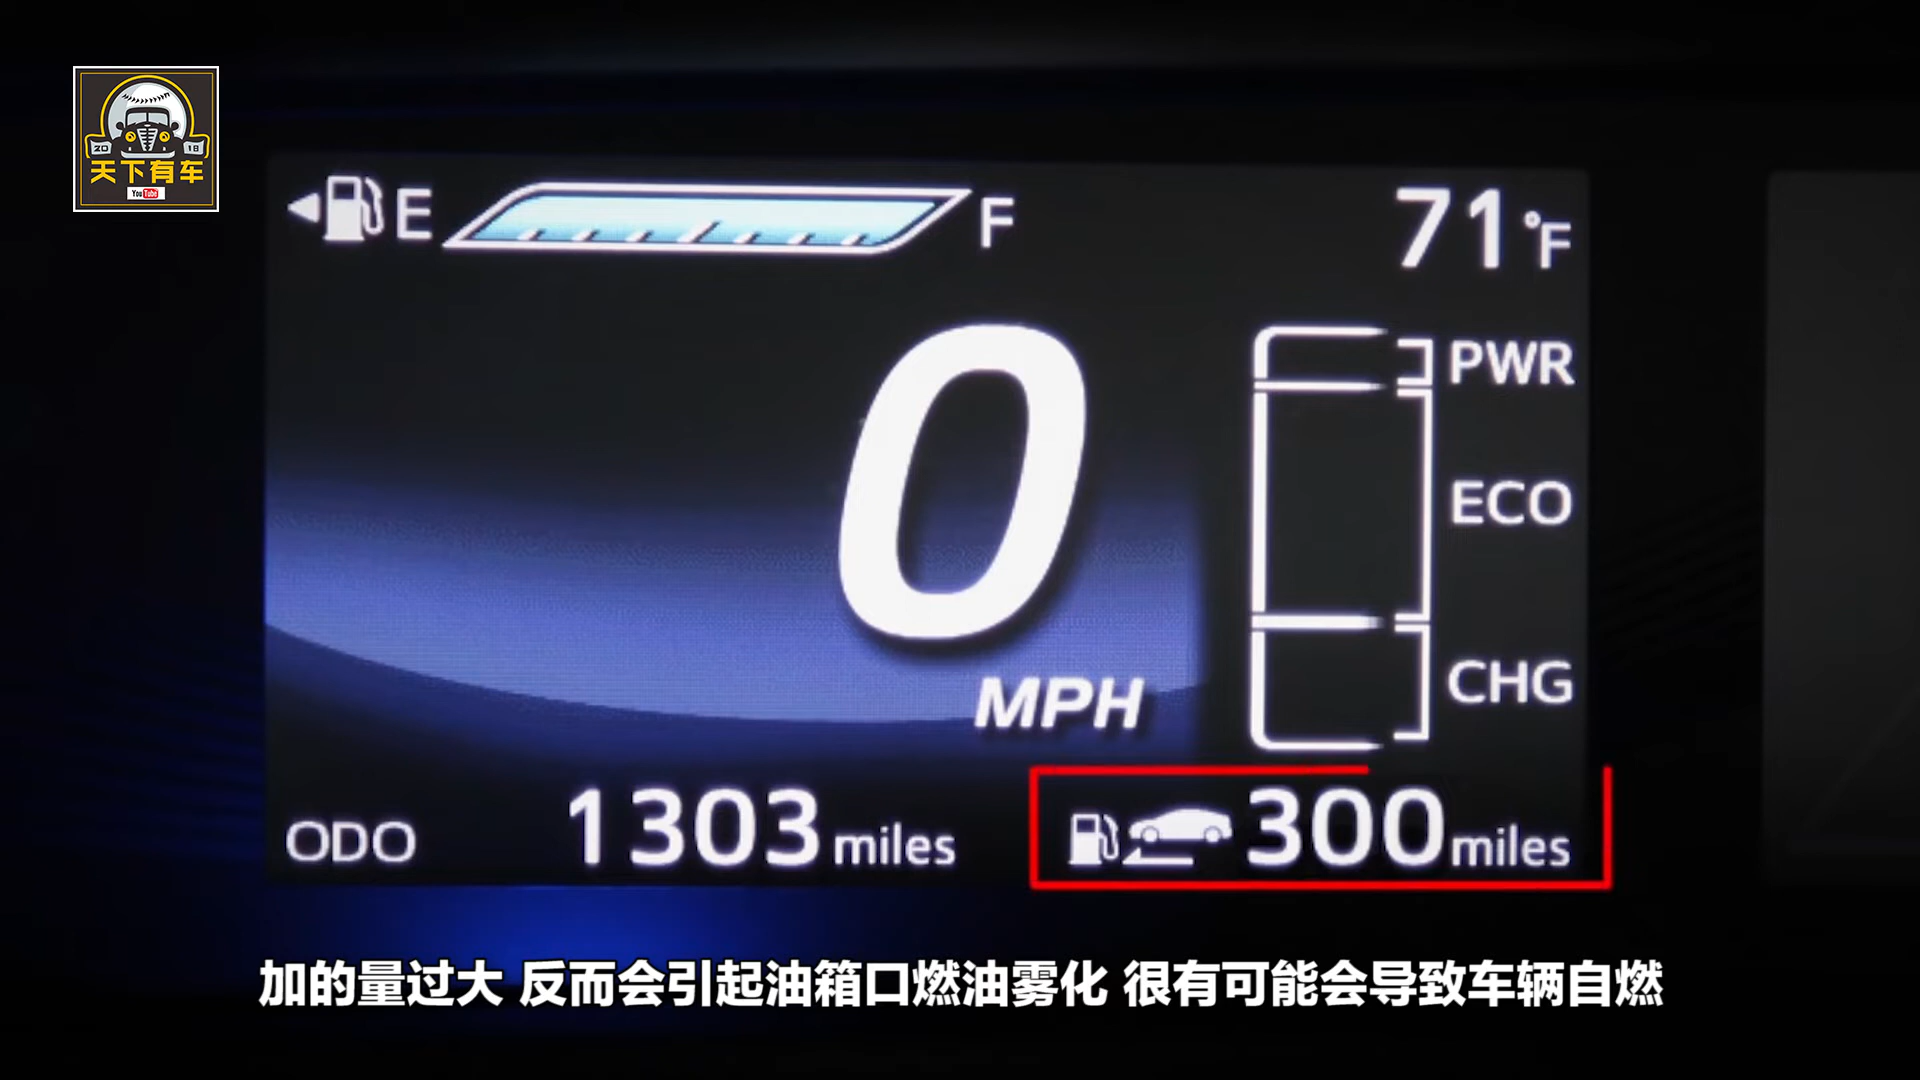 20 18
天下有车
YouTube
E F 71°F
0
MPH
PWR
ECO
CHG
ODO 1303 miles 300 miles
加的量过大 反而会引起油箱口燃油雾化 很有可能会导致车辆自燃